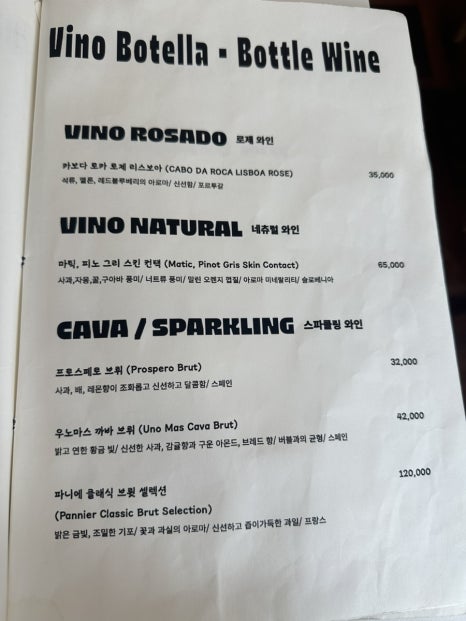 Vino Botella • Bottle Wine
VINO ROSADO 로제 와인
카보다 로카 로제 리스보아 (CABO DA ROCA LISBOA ROSE) 35,000
석류, 멜론, 레드블루베리의 아로마/ 신선함/ 포르투갈
VINO NATURAL 네츄럴 와인
마틱, 피노 그리 스킨 컨택 (Matic, Pinot Gris Skin Contact) 65,000
사과,자몽,꿀,구아바 풍미/ 너트류 풍미/ 말린 오렌지 껍질/ 아로마 미네랄리티/ 슬로베니아
CAVA / SPARKLING 스파클링 와인
프로스페로 브뤼 (Prospero Brut) 32,000
사과, 배, 레몬향이 조화롭고 신선하고 달콤함/ 스페인
우노마스 까바 브뤼 (Uno Mas Cava Brut) 42,000
밝고 연한 황금 빛/ 신선한 사과, 감귤향과 구운 아몬드, 브레드 향/ 버블과의 균형/ 스페인
파니에 클래식 브륏 셀렉션 120,000
(Pannier Classic Brut Selection)
밝은 금빛, 조밀한 기포/ 꽃과 과실의 아로마/ 신선하고 즙이가득한 과일/ 프랑스